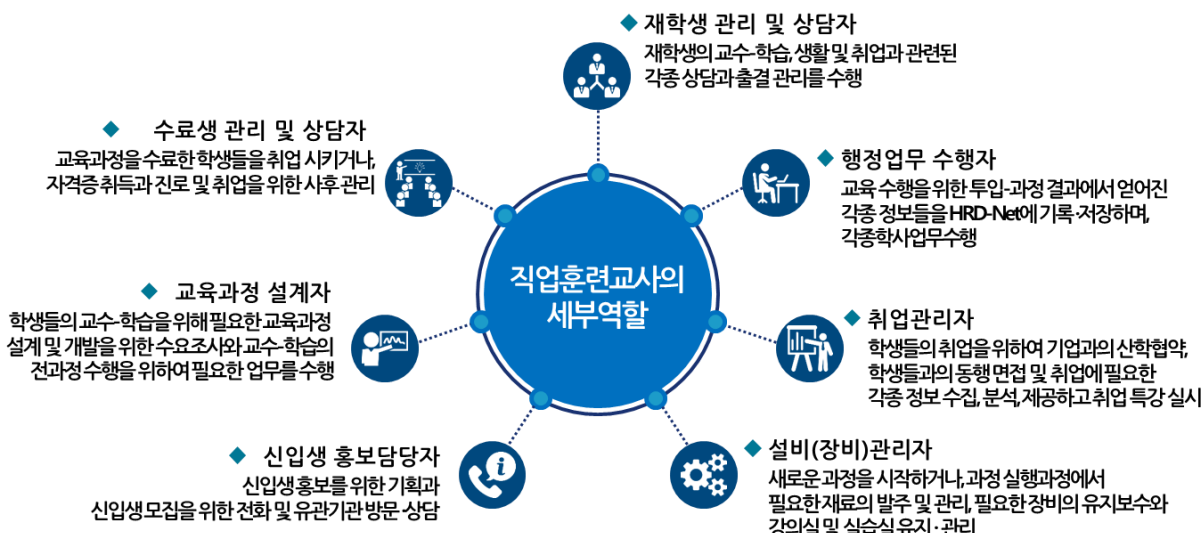 ◆ 재학생 관리 및 상담자
재학생의 교수-학습, 생활 및 취업과 관련된
각종 상담과 출결 관리를 수행
◆ 행정업무 수행자
교육 수행을 위한 투입-과정 결과에서 얻어진
각종 정보들을 HRD-Net에 기록·저장하며,
각종학사업무수행
◆ 취업관리자
학생들의 취업을 위하여 기업과의 산학협약,
학생들과의 동행 면접 및 취업에 필요한
각종 정보 수집, 분석, 제공하고 취업 특강 실시
◆ 설비(장비)관리자
새로운 과정을 시작하거나, 과정 실행과정에서
필요한 재료의 발주 및 관리, 필요한 장비의 유지보수와
강의실 및 실습실 유지·관리
◆ 신입생 홍보담당자
신입생 홍보를 위한 기획과
신입생 모집을 위한 전화 및 유관기관 방문·상담
◆ 교육과정 설계자
학생들의 교수-학습을 위해 필요한 교육과정
설계 및 개발을 위한 수요조사와 교수-학습의
전과정 수행을 위하여 필요한 업무를 수행
◆ 수료생 관리 및 상담자
교육과정을 수료한 학생들을 취업 시키거나,
자격증 취득과 진로 및 취업을 위한 사후 관리
직업훈련교사의
세부역할